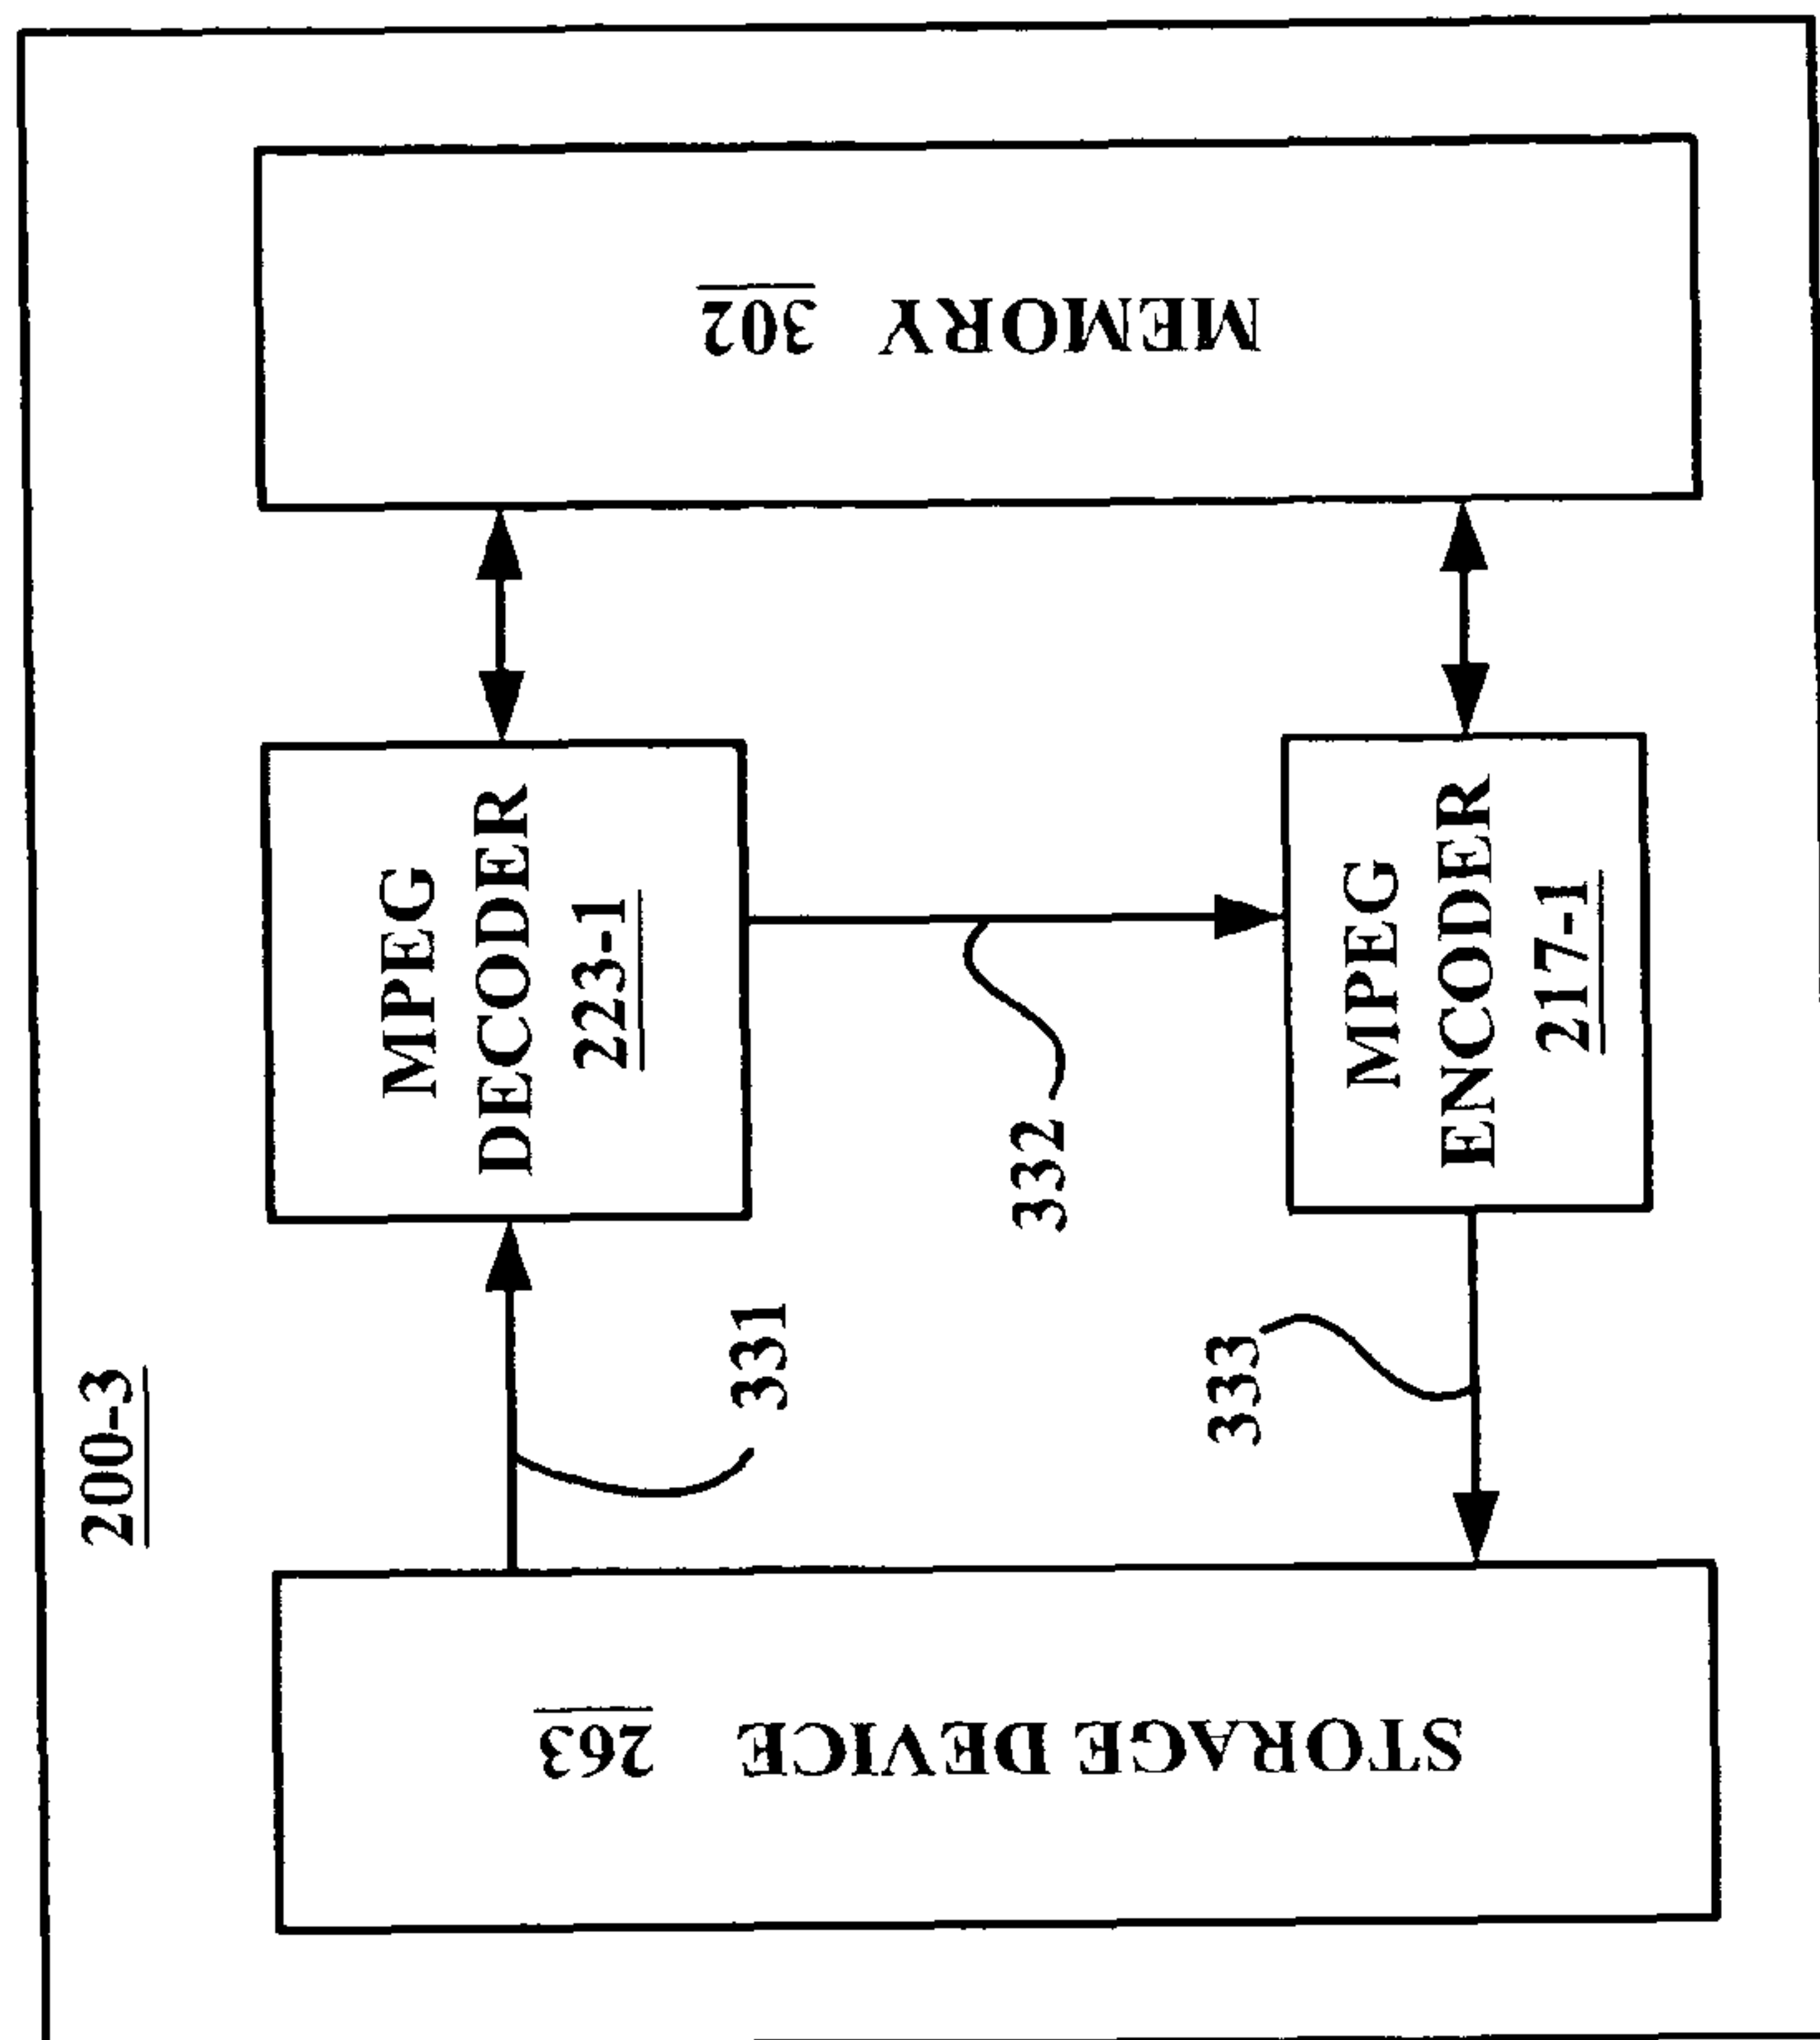 200-3
STORAGE DEVICE 263
331
MPEG
DECODER
223-1
332
333
MPEG
ENCODER
217-1
MEMORY 302